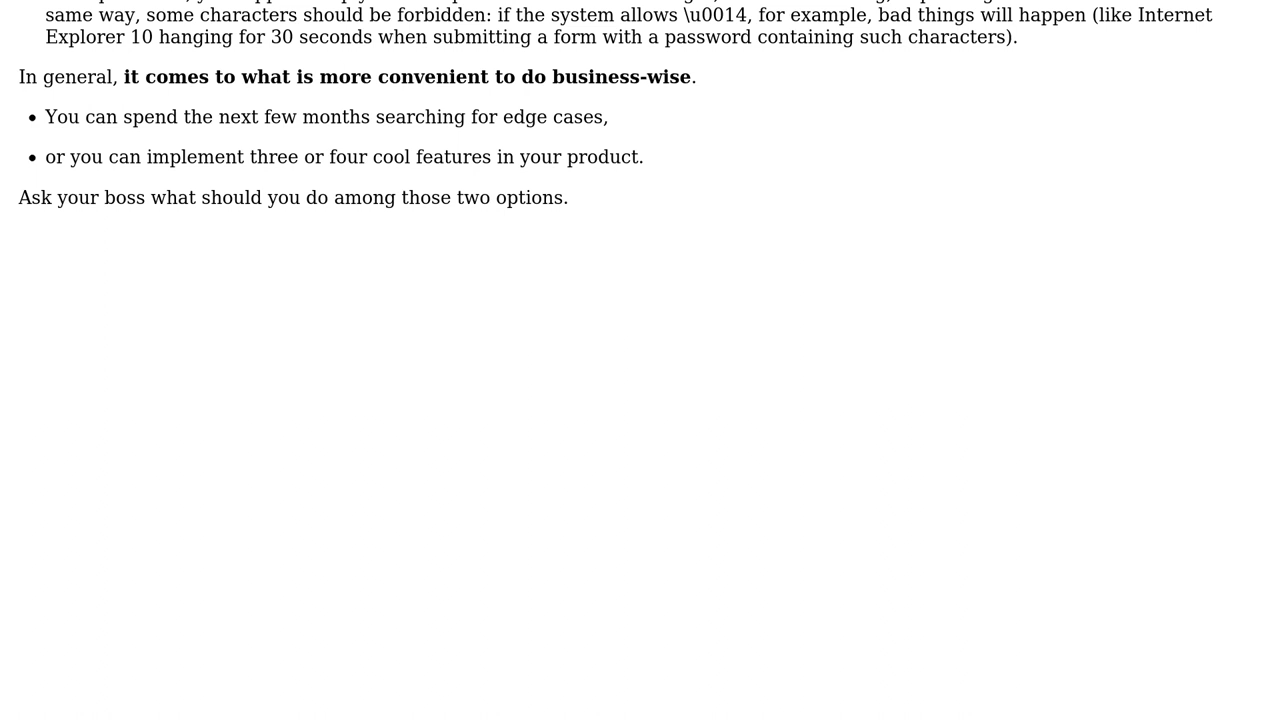 same way, some characters should be forbidden: if the system allows \u0014, for example, bad things will happen (like Internet
Explorer 10 hanging for 30 seconds when submitting a form with a password containing such characters).
In general, it comes to what is more convenient to do business-wise.
• You can spend the next few months searching for edge cases,
• or you can implement three or four cool features in your product.
Ask your boss what should you do among those two options.